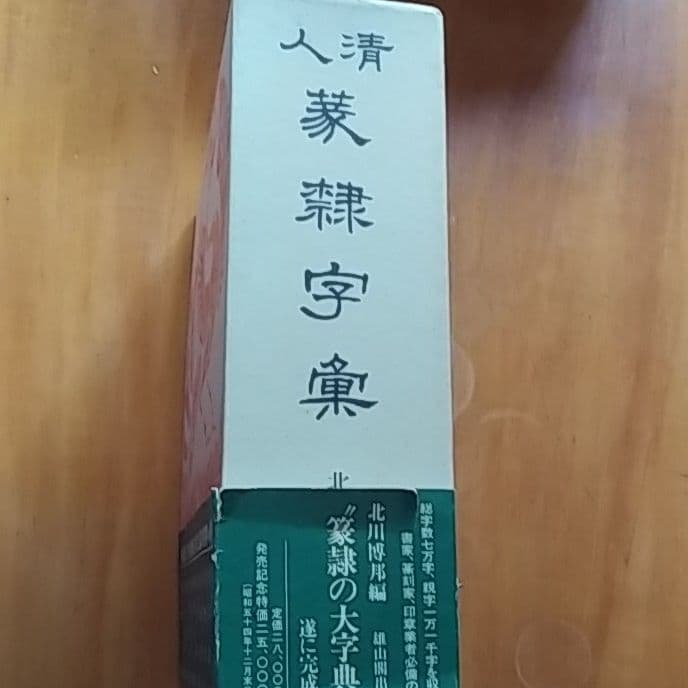 清人
篆隷字彙
北
総字数七万字、親字一万一千字を収
書家、篆刻家、印章業者必備の
北川博邦編
雄山閣出
〝篆隷の大字典
遂に完成
定価二八、〇〇
発売記念特価二五、〇〇〇
（昭和五十四年十二月末